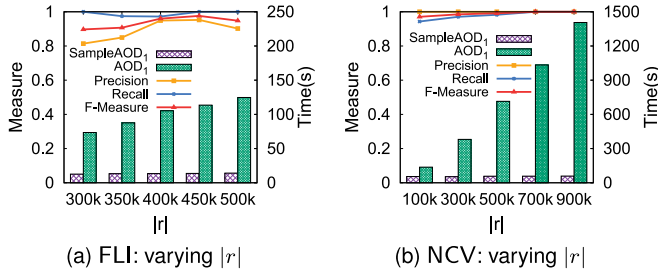 Measure
1
0.8
0.6
0.4
0.2
0
SampleAOD1
AOD1
Precision
Recall
F-Measure
250
200
150
100
50
0
Time(s)
300k 350k 400k 450k 500k
|r|
(a) FLI: varying |r|
Measure
1
0.8
0.6
0.4
0.2
0
SampleAOD1
AOD1
Precision
Recall
F-Measure
1500
1200
900
600
300
0
Time(s)
100k 300k 500k 700k 900k
|r|
(b) NCV: varying |r|